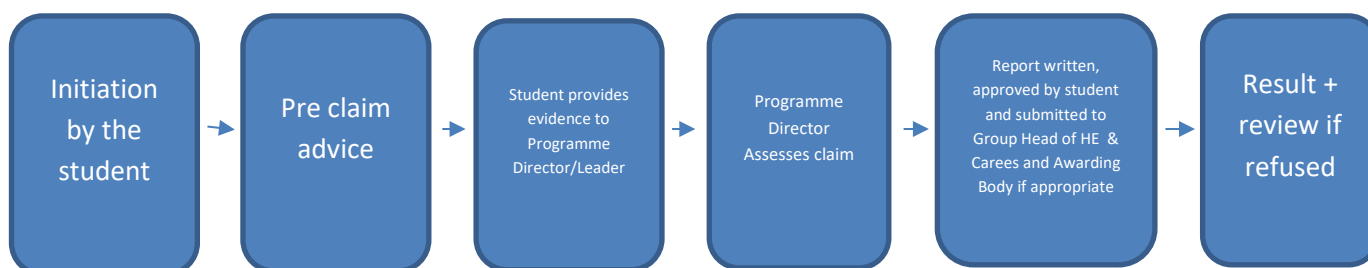 Initiation
by the
student
Pre claim
advice
Student provides
evidence to
Programme
Director/Leader
Programme
Director
Assesses claim
Report written,
approved by student
and submitted to
Group Head of HE &
Carees and Awarding
Body if appropriate
Result +
review if
refused